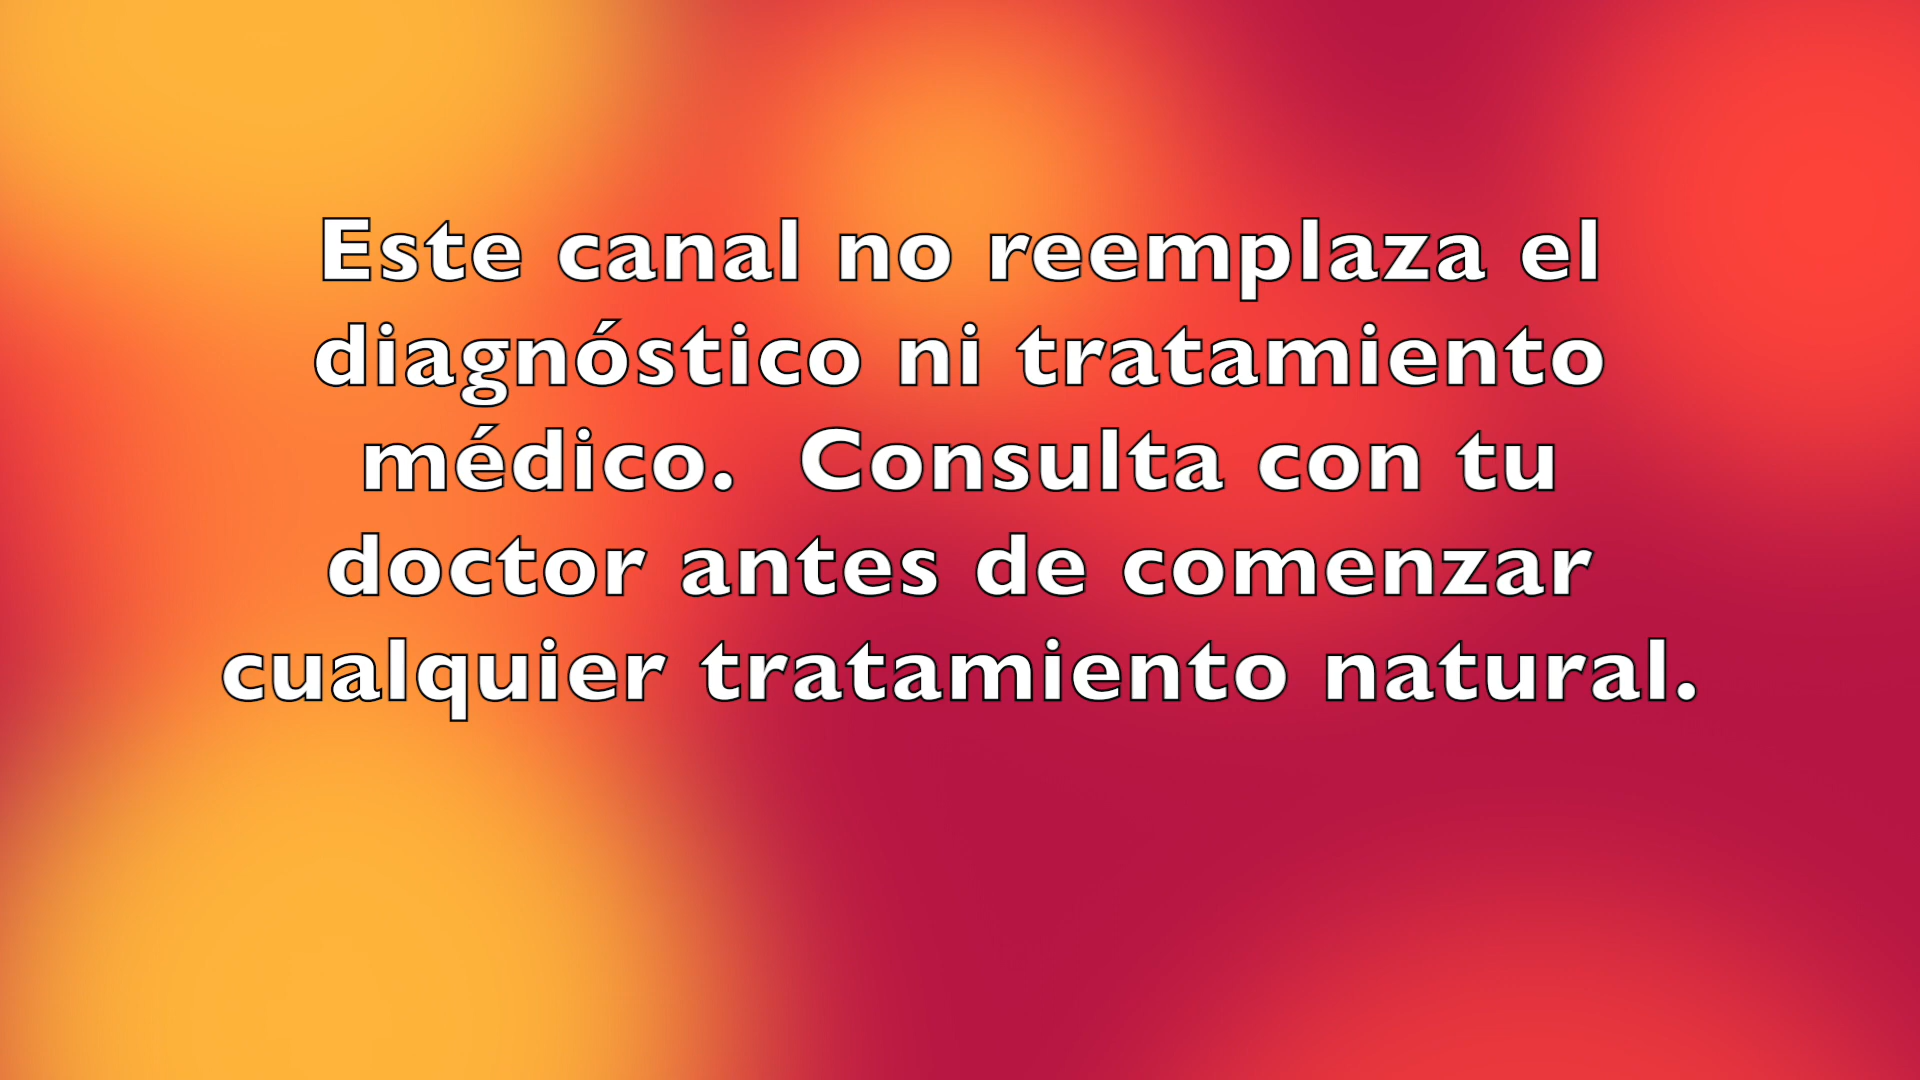 Este canal no reemplaza el
diagnóstico ni tratamiento
médico.  Consulta con tu
doctor antes de comenzar
cualquier tratamiento natural.